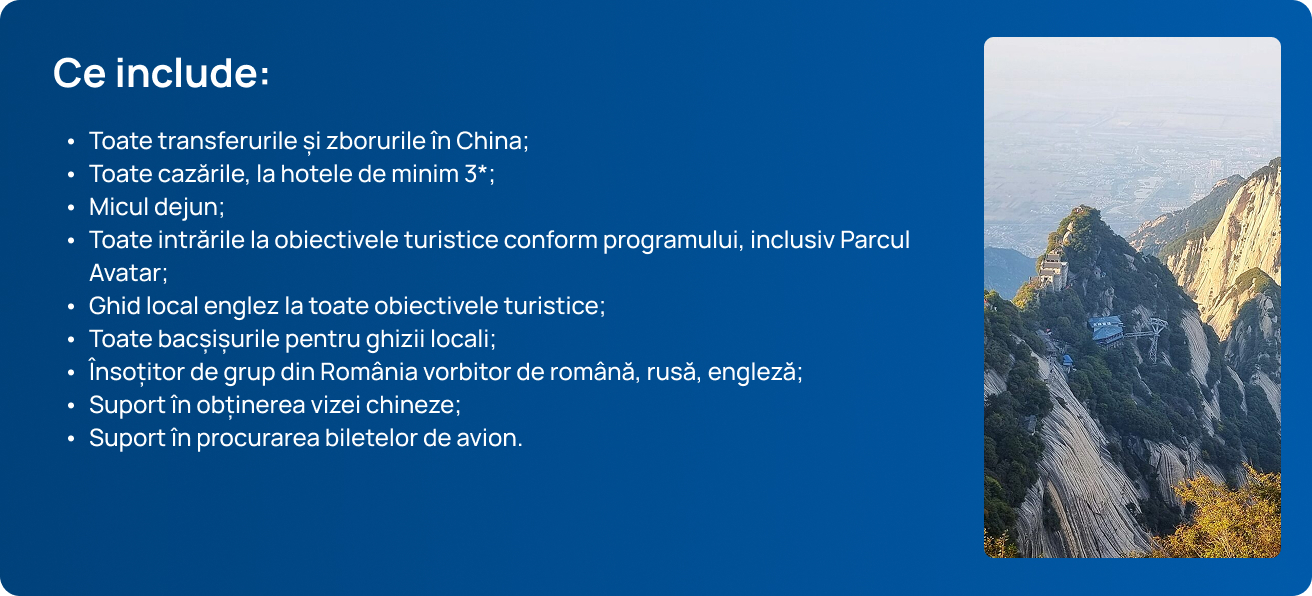 Ce include:
• Toate transferurile și zborurile în China;
• Toate cazările, la hotele de minim 3*;
• Micul dejun;
• Toate intrările la obiectivele turistice conform programului, inclusiv Parcul
Avatar;
• Ghid local englez la toate obiectivele turistice;
• Toate bacșișurile pentru ghizii locali;
• Însoțitor de grup din România vorbitor de română, rusă, engleză;
• Suport în obținerea vizei chineze;
• Suport în procurarea biletelor de avion.